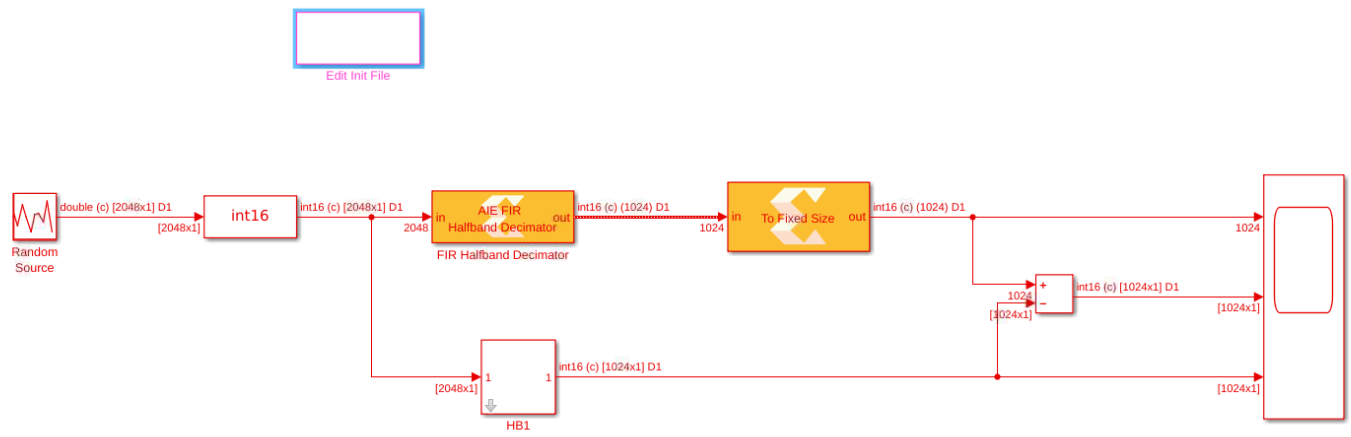 Edit Init File
Random
Source
double (c) [2048x1] D1
[2048x1]
int16
int16 (c) [2048x1] D1
2048
in
AIE FIR
Halfband Decimator
out
FIR Halfband Decimator
int16 (c) (1024) D1
1024
in
To Fixed Size
out
int16 (c) (1024) D1
1024
1024
+
−
[1024x1]
int16 (c) [1024x1] D1
[1024x1]
[2048x1]
1
1
HB1
int16 (c) [1024x1] D1
[1024x1]